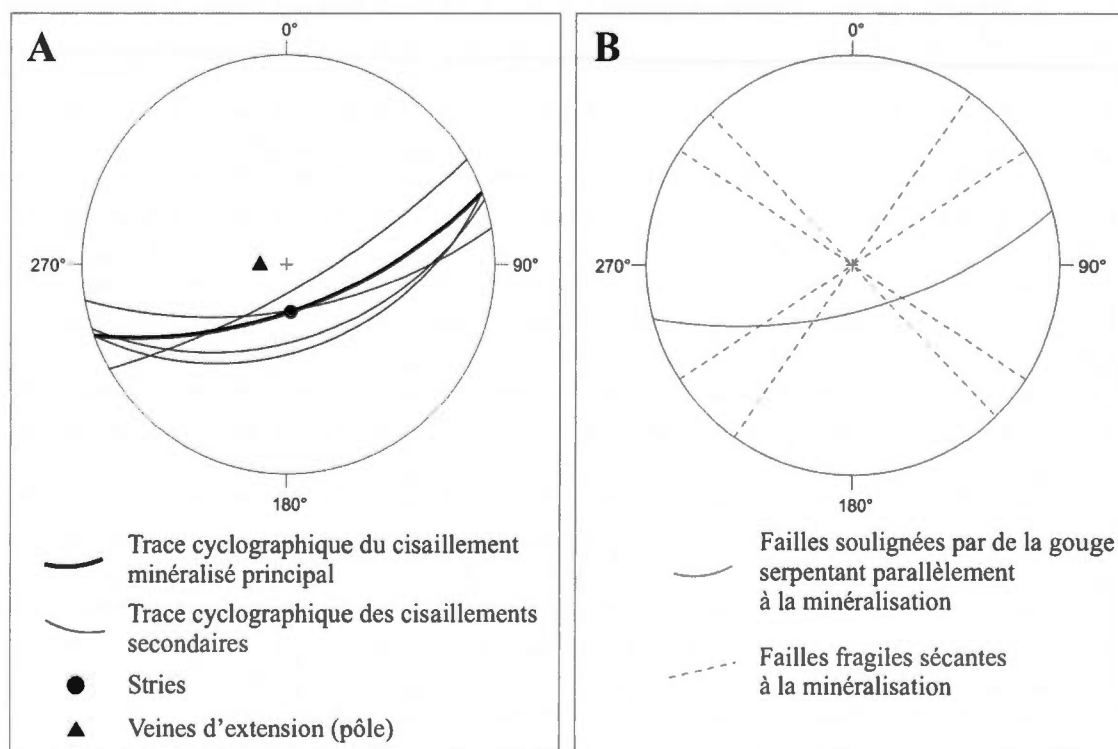 A
0°
270°
90°
180°
Trace cyclographique du cisaillement
minéralisé principal
Trace cyclographique des cisaillements
secondaires
Stries
Veines d'extension (pôle)
B
0°
270°
90°
180°
Failles soulignées par de la gouge
serpentant parallèlement
à la minéralisation
Failles fragiles sécantes
à la minéralisation